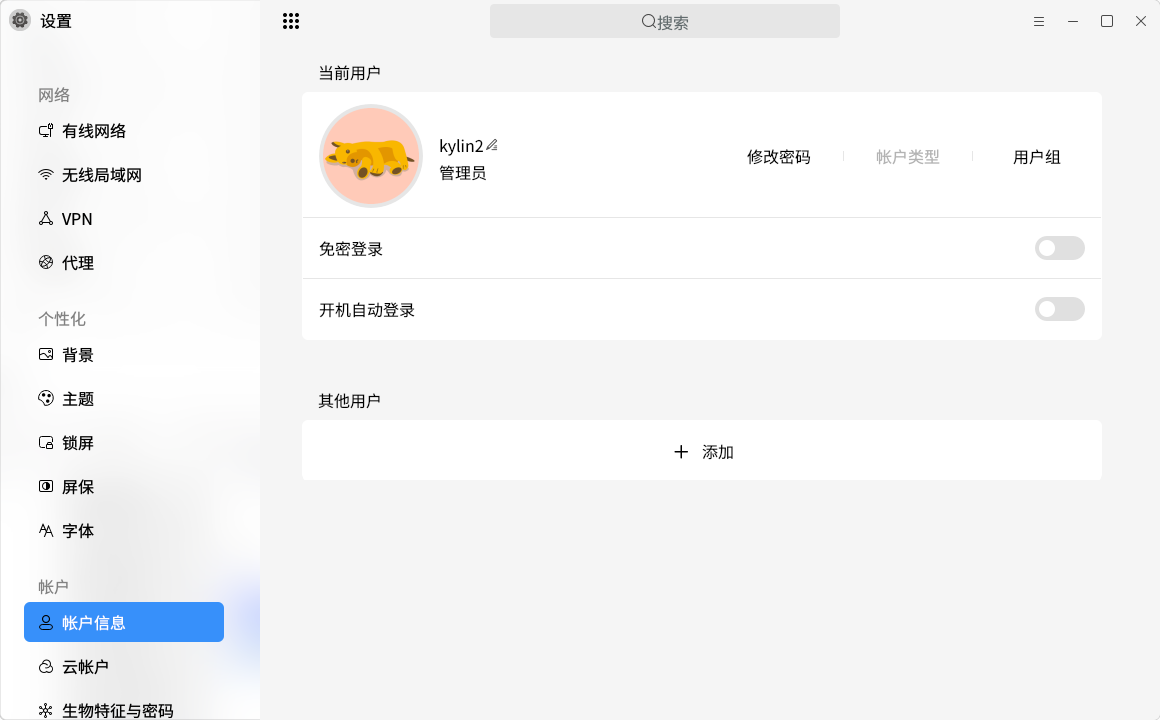 设置
搜索
网络
有线网络
无线局域网
VPN
代理
个性化
背景
主题
锁屏
屏保
字体
帐户
帐户信息
云帐户
生物特征与密码
当前用户
kylin2
管理员
修改密码
帐户类型
用户组
免密登录
开机自动登录
其他用户
添加